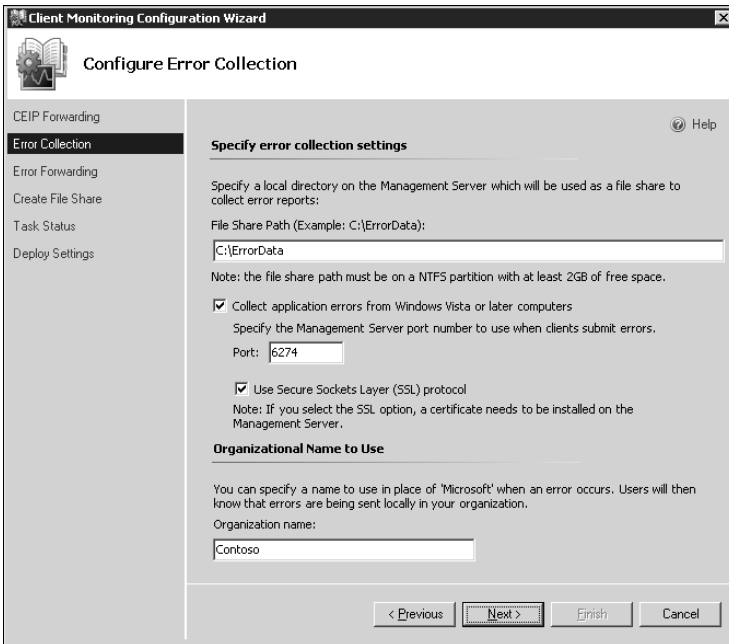 Client Monitoring Configuration Wizard
Configure Error Collection
CEIP Forwarding
Error Collection
Error Forwarding
Create File Share
Task Status
Deploy Settings
Help
Specify error collection settings
Specify a local directory on the Management Server which will be used as a file share to
collect error reports:
File Share Path (Example: C:\ErrorData):
C:\ErrorData
Note: the file share path must be on a NTFS partition with at least 2GB of free space.
Collect application errors from Windows Vista or later computers
Specify the Management Server port number to use when clients submit errors.
Port: 6274
Use Secure Sockets Layer (SSL) protocol
Note: If you select the SSL option, a certificate needs to be installed on the
Management Server.
Organizational Name to Use
You can specify a name to use in place of 'Microsoft' when an error occurs. Users will then
know that errors are being sent locally in your organization.
Organization name:
Contoso
< Previous Next > Finish Cancel